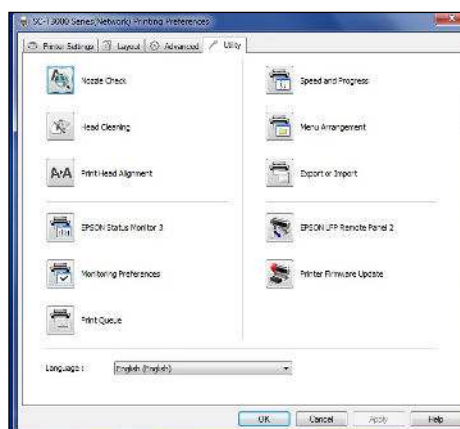 SC-T3000 Series(Network) Printing Preferences
Printer Settings Layout Advanced Utility
Nozzle Check
Speed and Progress
Head Cleaning
Menu Arrangement
Print Head Alignment
Export or Import
EPSON Status Monitor 3
EPSON LFP Remote Panel 2
Monitoring Preferences
Printer Firmware Update
Print Queue
Language :
English (English)
OK Cancel Apply Help